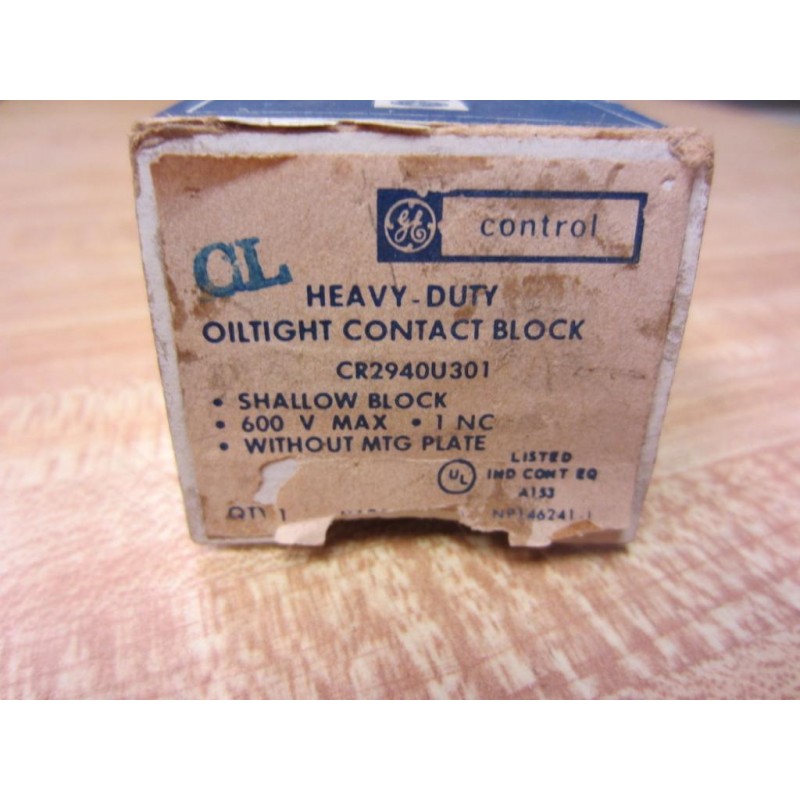 GE control
CL
HEAVY-DUTY
OILTIGHT CONTACT BLOCK
CR2940U301
• SHALLOW BLOCK
• 600 V MAX • 1 NC
• WITHOUT MTG PLATE
LISTED
UL IND CONT EQ
A153
QTY 1 NP146241-1